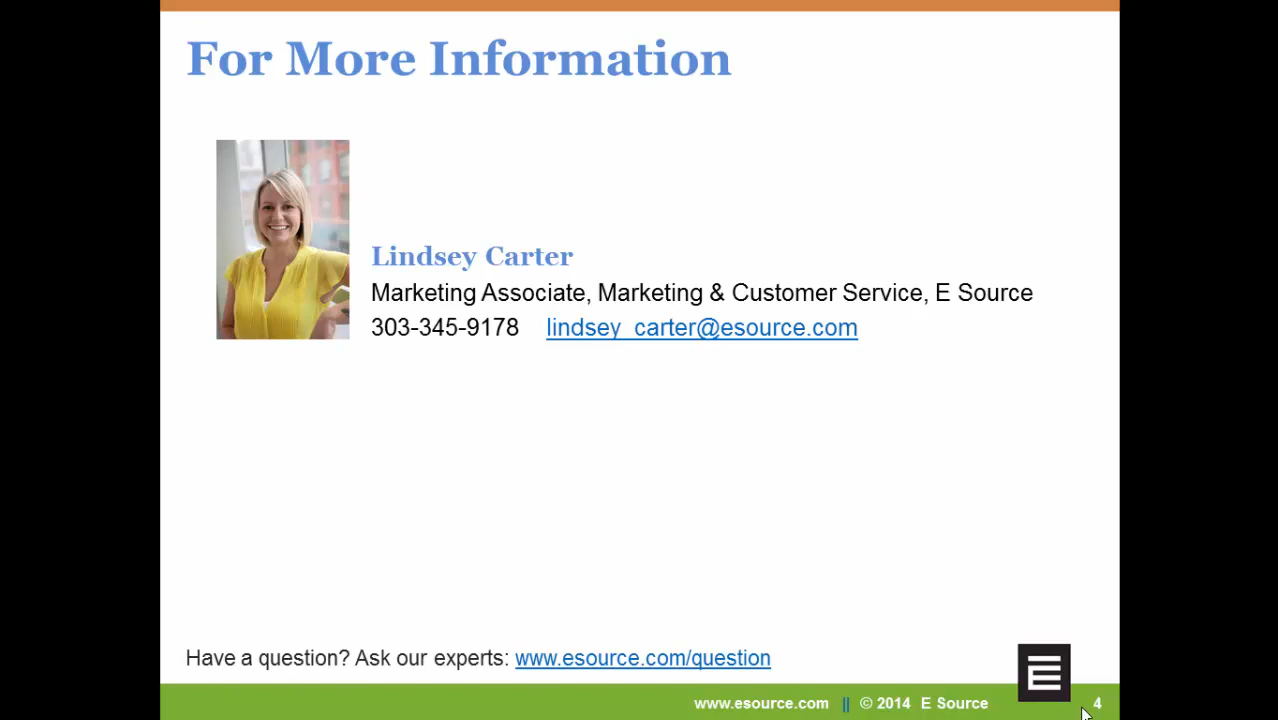 For More Information
Lindsey Carter
Marketing Associate, Marketing & Customer Service, E Source
303-345-9178 lindsey_carter@esource.com
Have a question? Ask our experts: www.esource.com/question
www.esource.com || © 2014 E Source 4